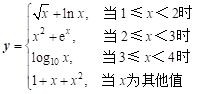 y = { √x + ln x, 当 1 ≤ x < 2时
x² + eˣ, 当 2 ≤ x < 3时
log₁₀ x, 当 3 ≤ x < 4时
1 + x + x², 当 x为其他值